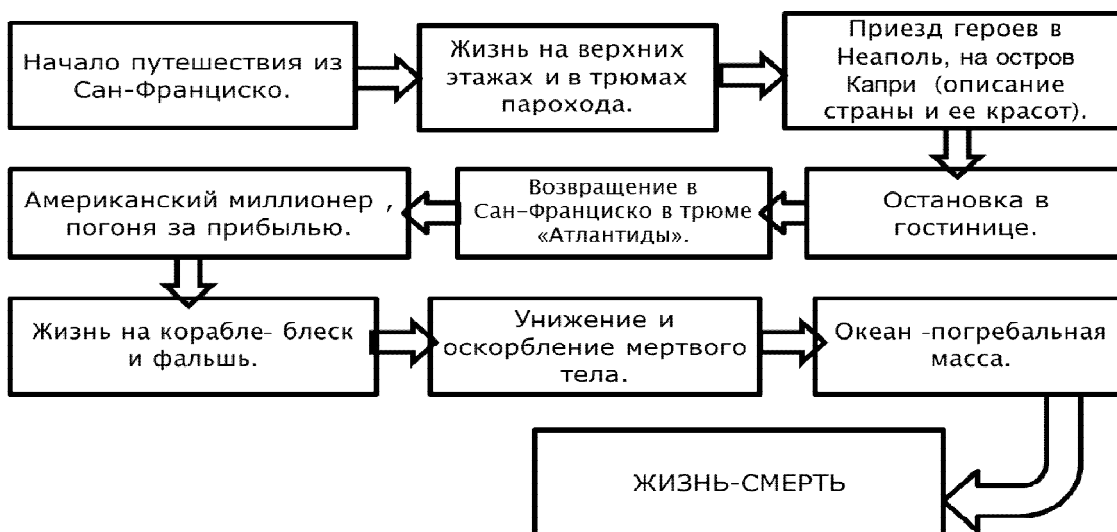 Начало путешествия из
Сан-Франциско.
Жизнь на верхних
этажах и в трюмах
парохода.
Приезд героев в
Неаполь, на остров
Капри (описание
страны и ее красот).
Остановка в
гостинице.
Возвращение в
Сан-Франциско в трюме
«Атлантиды».
Американский миллионер ,
погоня за прибылью.
Жизнь на корабле- блеск
и фальшь.
Унижение и
оскорбление мертвого
тела.
Океан -погребальная
масса.
ЖИЗНЬ-СМЕРТЬ